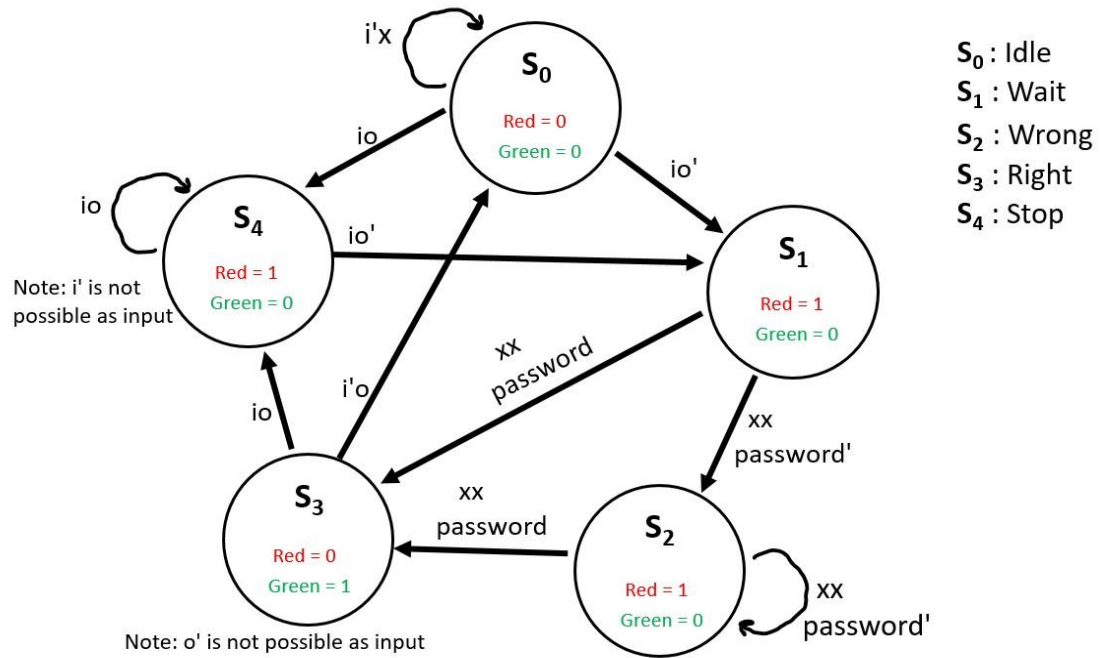 i'x
S₀
Red = 0
Green = 0
S₀ : Idle
S₁ : Wait
S₂ : Wrong
S₃ : Right
S₄ : Stop
io
io'
io
S₄
Red = 1
Green = 0
Note: i' is not
possible as input
io'
S₁
Red = 1
Green = 0
xx
password
i'o
io
xx
password'
S₃
Red = 0
Green = 1
Note: o' is not possible as input
xx
password
S₂
Red = 1
Green = 0
xx
password'